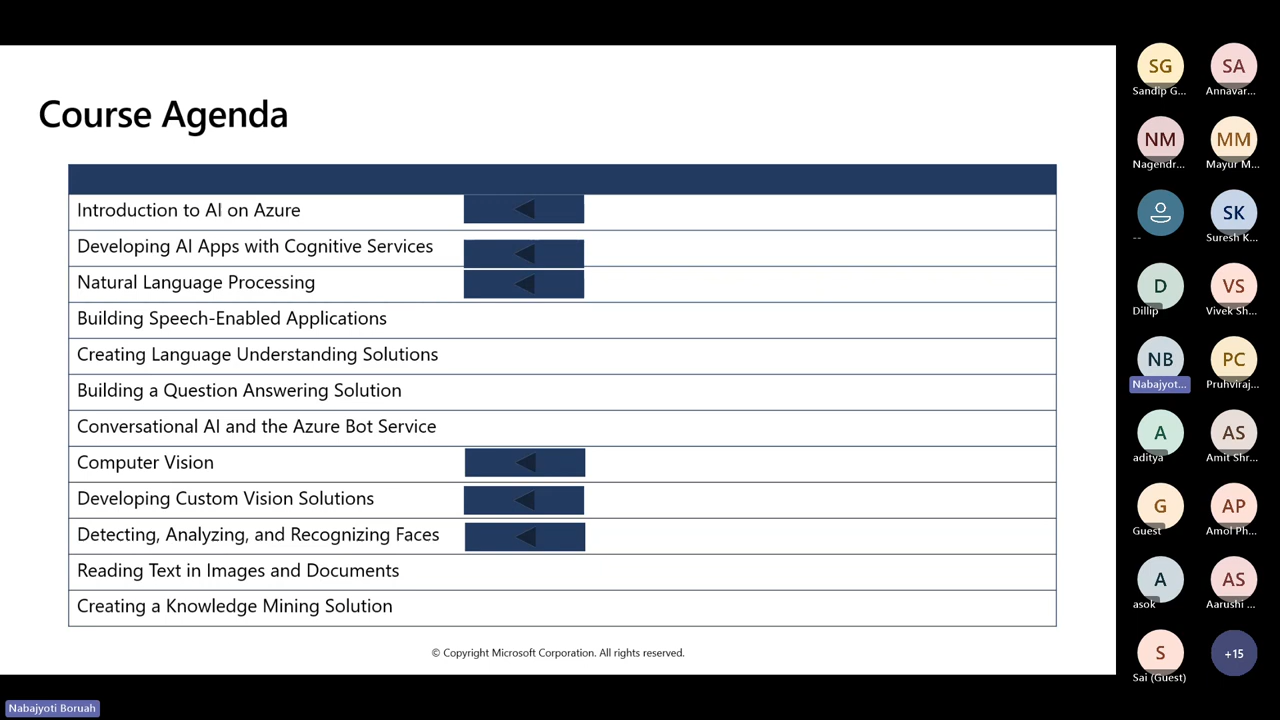 Course Agenda
Introduction to AI on Azure
Developing AI Apps with Cognitive Services
Natural Language Processing
Building Speech-Enabled Applications
Creating Language Understanding Solutions
Building a Question Answering Solution
Conversational AI and the Azure Bot Service
Computer Vision
Developing Custom Vision Solutions
Detecting, Analyzing, and Recognizing Faces
Reading Text in Images and Documents
Creating a Knowledge Mining Solution
© Copyright Microsoft Corporation. All rights reserved.
SG SA
Sandip G... Annavar...
NM MM
Nagendr... Mayur M...
SK
-- Suresh K...
D VS
Dillip Vivek Sh...
NB PC
Nabajyot... Pruhviraj...
A AS
aditya Amit Shr...
G AP
Guest Amol Ph...
A AS
asok Aarushi ...
S +15
Sai (Guest)
Nabajyoti Boruah